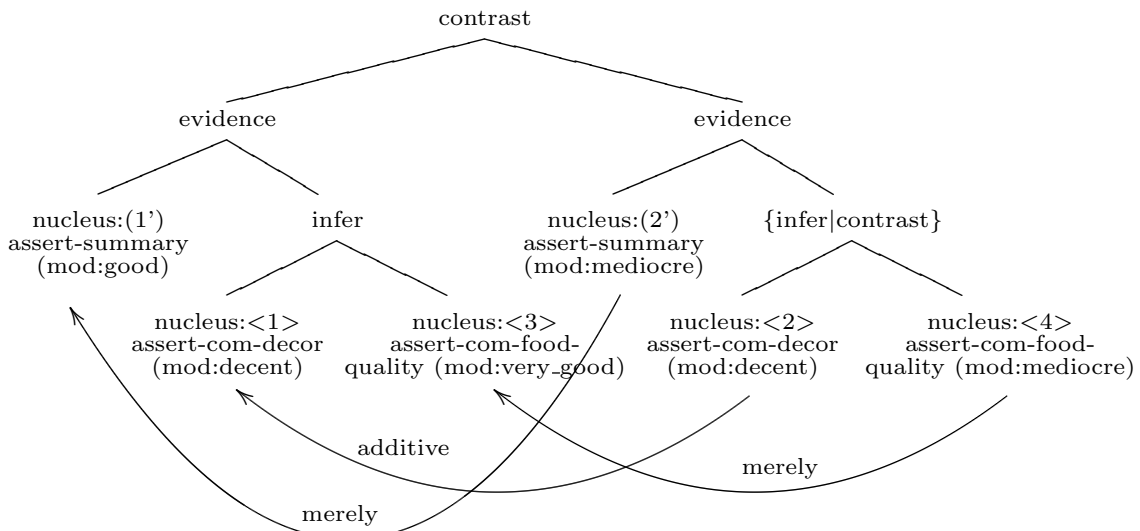 contrast
evidence
evidence
nucleus:(1’)
assert-summary
(mod:good)
infer
nucleus:(2’)
assert-summary
(mod:mediocre)
{infer|contrast}
nucleus:<1>
assert-com-decor
(mod:decent)
nucleus:<3>
assert-com-food-
quality (mod:very_good)
nucleus:<2>
assert-com-decor
(mod:decent)
nucleus:<4>
assert-com-food-
quality (mod:mediocre)
additive
merely
merely